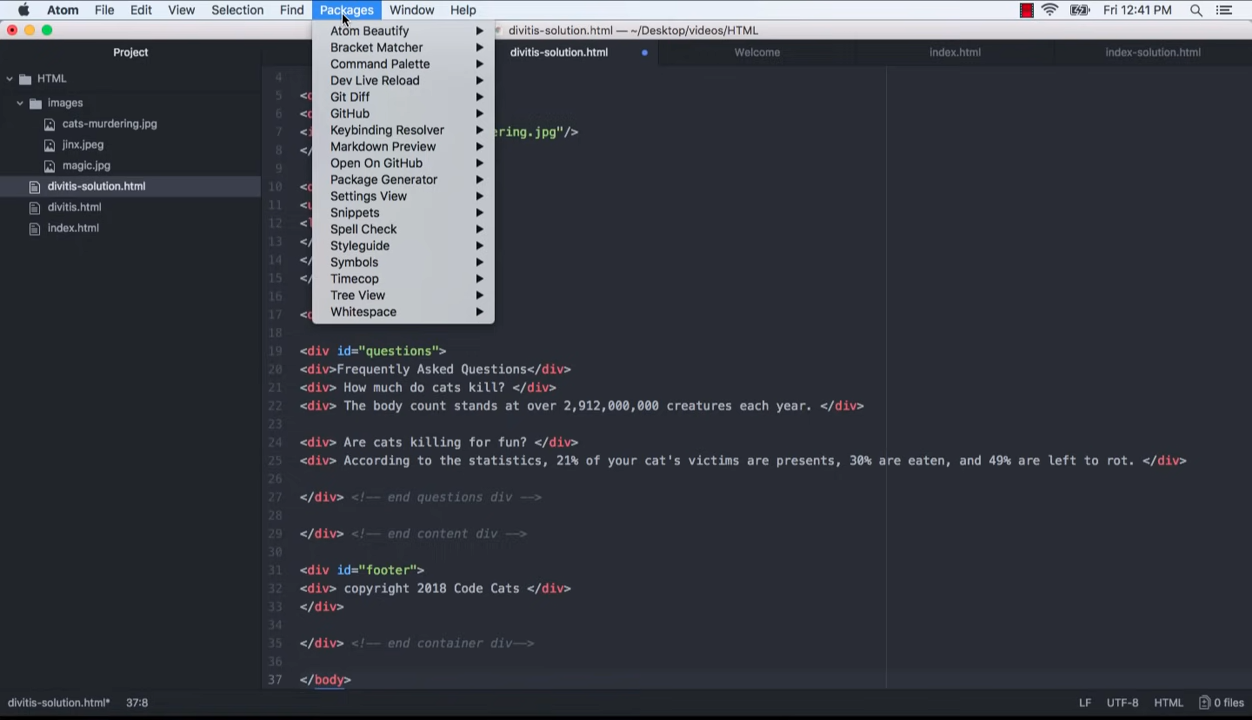 Atom File Edit View Selection Find Packages Window Help Fri 12:41 PM
divitis-solution.html — ~/Desktop/videos/HTML
Project
divitis-solution.html Welcome index.html index-solution.html
HTML
images
cats-murdering.jpg
jinx.jpeg
magic.jpg
divitis-solution.html
divitis.html
index.html
Atom Beautify
Bracket Matcher
Command Palette
Dev Live Reload
Git Diff
GitHub
Keybinding Resolver
Markdown Preview
Open On GitHub
Package Generator
Settings View
Snippets
Spell Check
Styleguide
Symbols
Timecop
Tree View
Whitespace
4
5 <
6 <
7 <i ring.jpg"/>
8 </
9
10 <
11 <
12 <
13 </
14 </
15 </
16
17 <
18
19 <div id="questions">
20 <div>Frequently Asked Questions</div>
21 <div> How much do cats kill? </div>
22 <div> The body count stands at over 2,912,000,000 creatures each year. </div>
23
24 <div> Are cats killing for fun? </div>
25 <div> According to the statistics, 21% of your cat's victims are presents, 30% are eaten, and 49% are left to rot. </div>
26
27 </div> <!-- end questions div -->
28
29 </div> <!-- end content div -->
30
31 <div id="footer">
32 <div> copyright 2018 Code Cats </div>
33 </div>
34
35 </div> <!-- end container div-->
36
37 </body>
divitis-solution.html* 37:8 LF UTF-8 HTML 0 files